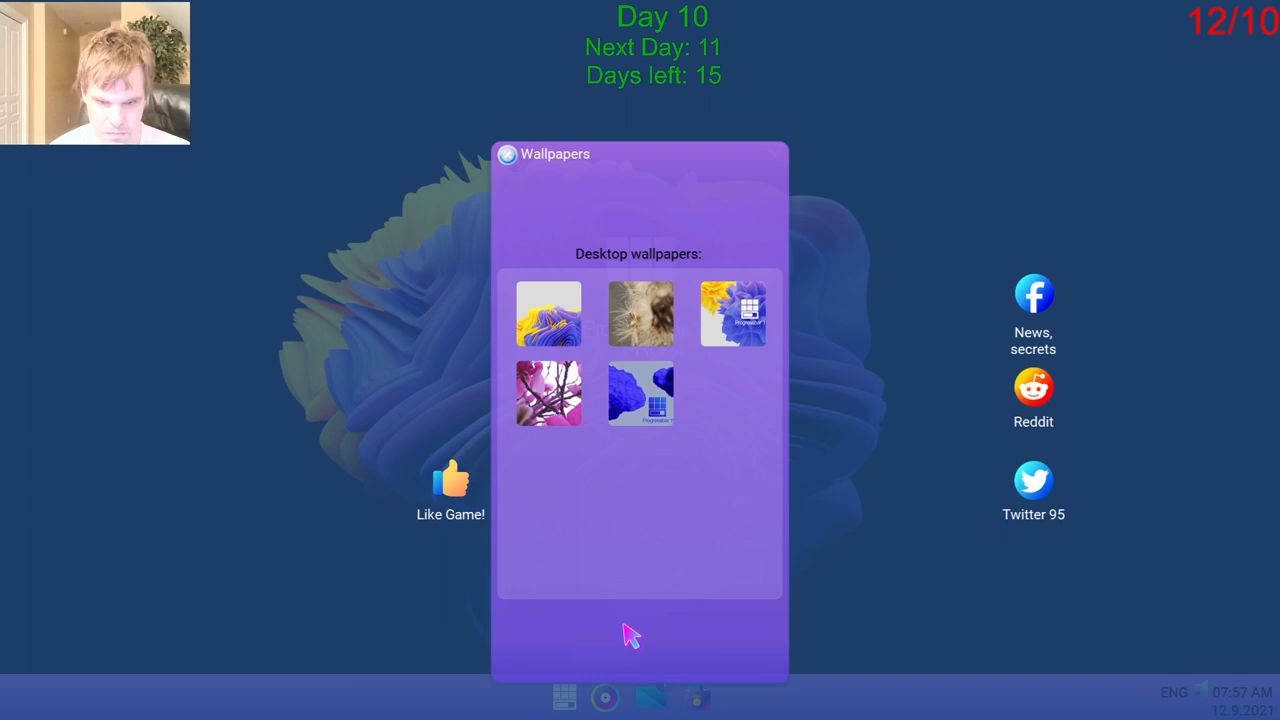 Day 10
Next Day: 11
Days left: 15
12/10
Wallpapers
Desktop wallpapers:
News,
secrets
Reddit
Like Game!
Twitter 95
ENG
07:57 AM
12.9.2021